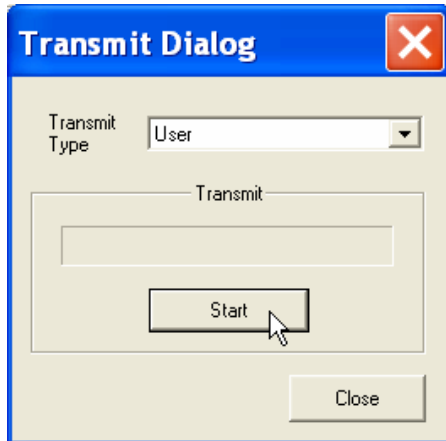 Transmit Dialog
Transmit
Type
User
Transmit
Start
Close